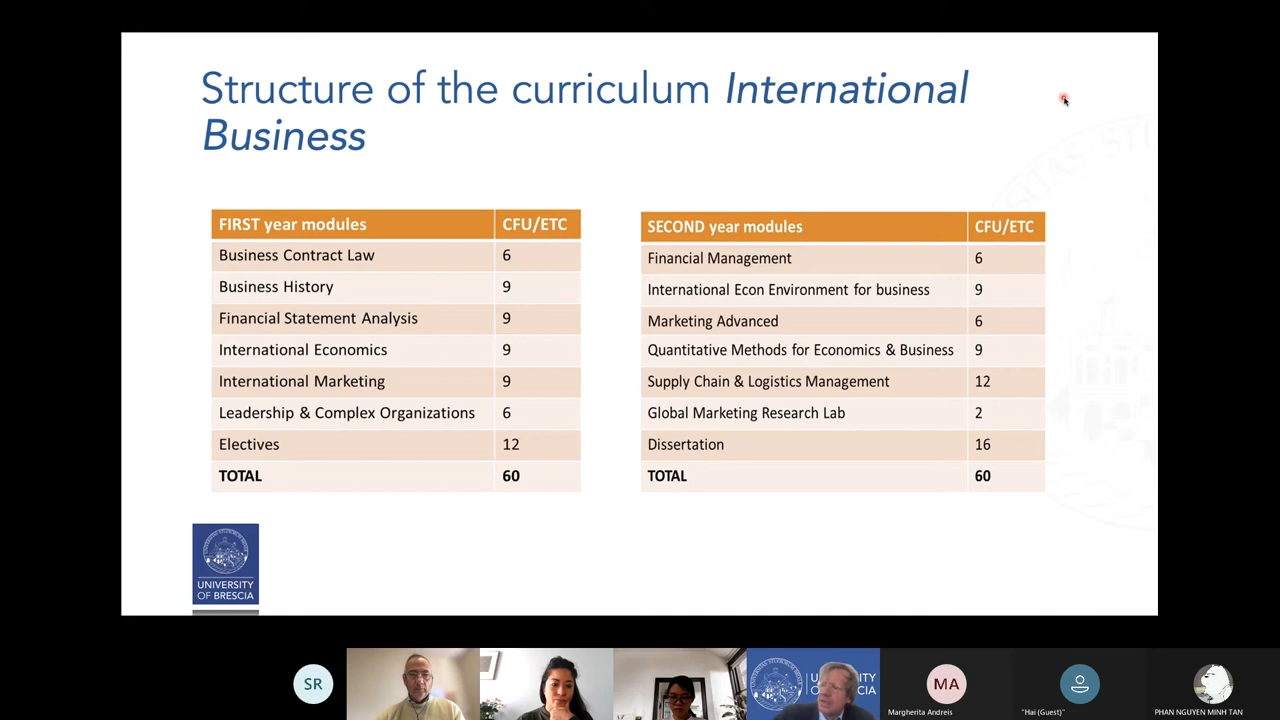 Structure of the curriculum International
Business
FIRST year modules CFU/ETC
Business Contract Law 6
Business History 9
Financial Statement Analysis 9
International Economics 9
International Marketing 9
Leadership & Complex Organizations 6
Electives 12
TOTAL 60
SECOND year modules CFU/ETC
Financial Management 6
International Econ Environment for business 9
Marketing Advanced 6
Quantitative Methods for Economics & Business 9
Supply Chain & Logistics Management 12
Global Marketing Research Lab 2
Dissertation 16
TOTAL 60
UNIVERSITY
OF BRESCIA
SR
MA
Margherita Andreis
"Hai (Guest)"
PHAN NGUYEN MINH TAN